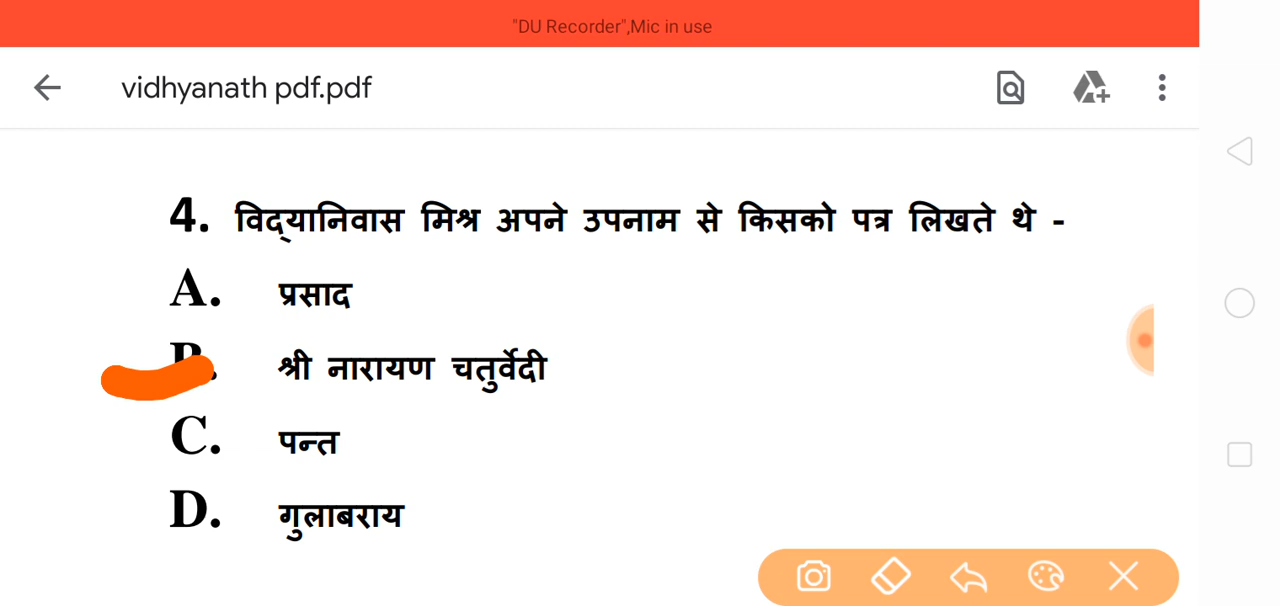 "DU Recorder",Mic in use
vidhyanath pdf.pdf
4. विद्यानिवास मिश्र अपने उपनाम से किसको पत्र लिखते थे -
A. प्रसाद
B. श्री नारायण चतुर्वेदी
C. पन्त
D. गुलाबराय